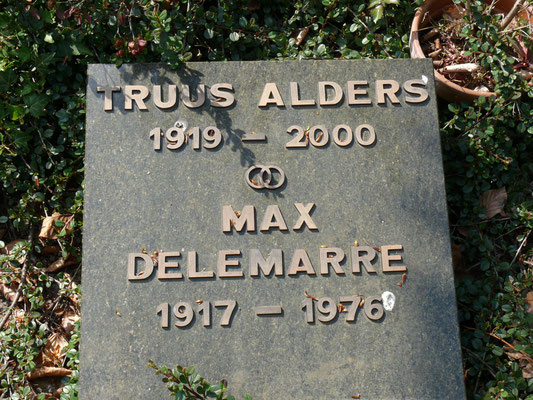 TRUUS ALDERS
1919 – 2000
MAX
DELEMARRE
1917 – 1976